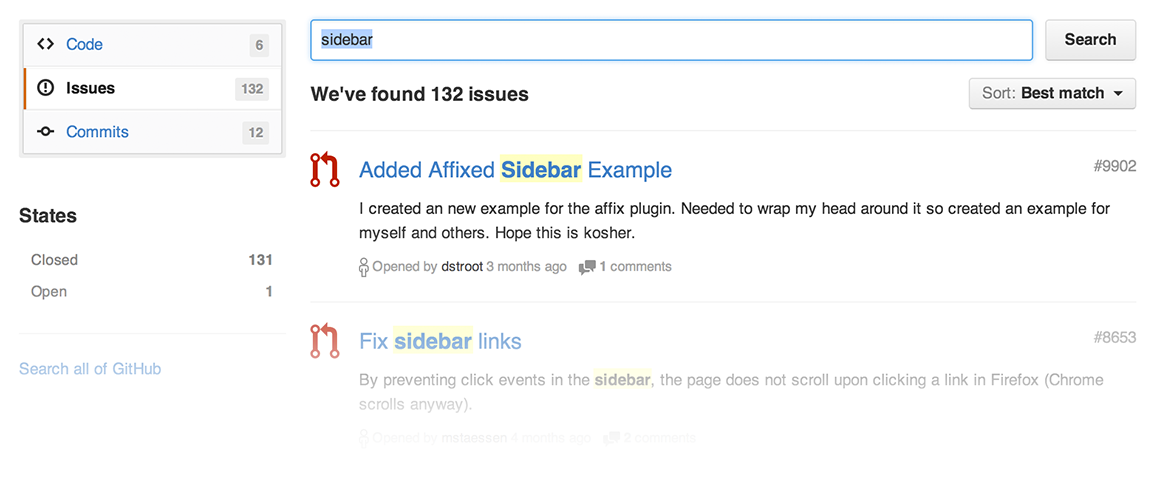 Code 6
Issues 132
Commits 12
States
Closed 131
Open 1
Search all of GitHub
sidebar
Search
We've found 132 issues
Sort: Best match
Added Affixed Sidebar Example
#9902
I created an new example for the affix plugin. Needed to wrap my head around it so created an example for
myself and others. Hope this is kosher.
Opened by dstroot 3 months ago 1 comments
Fix sidebar links
#8653
By preventing click events in the sidebar, the page does not scroll upon clicking a link in Firefox (Chrome
scrolls anyway).
Opened by mstaessen 4 months ago 2 comments